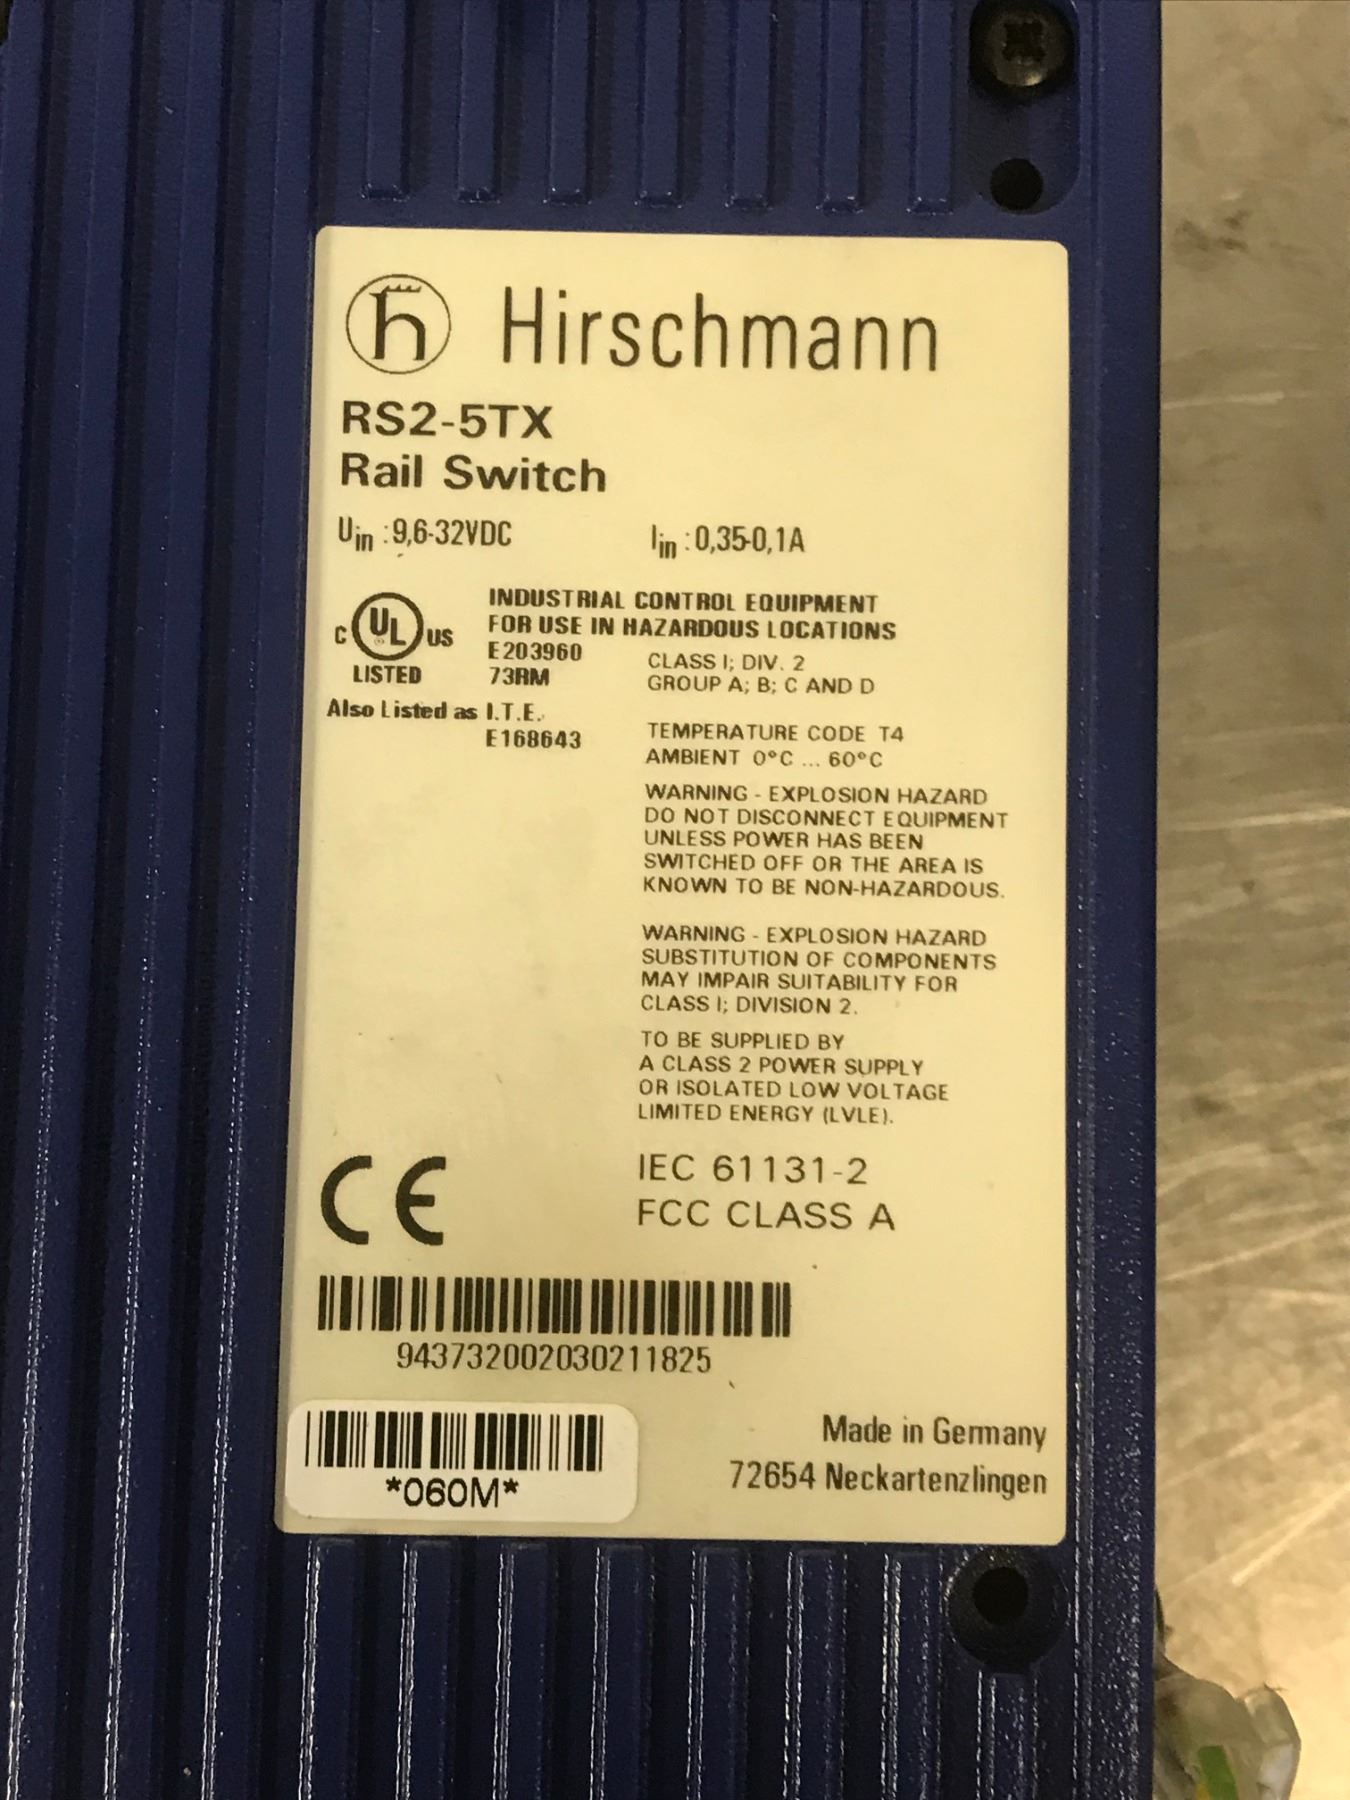 h Hirschmann
RS2-5TX
Rail Switch
Uin :9,6-32VDC Iin :0,35-0,1A
C UL US LISTED
INDUSTRIAL CONTROL EQUIPMENT
FOR USE IN HAZARDOUS LOCATIONS
E203960
73RM
CLASS I; DIV. 2
GROUP A; B; C AND D
Also Listed as I.T.E.
E168643
TEMPERATURE CODE T4
AMBIENT 0°C ... 60°C
WARNING - EXPLOSION HAZARD
DO NOT DISCONNECT EQUIPMENT
UNLESS POWER HAS BEEN
SWITCHED OFF OR THE AREA IS
KNOWN TO BE NON-HAZARDOUS.
WARNING - EXPLOSION HAZARD
SUBSTITUTION OF COMPONENTS
MAY IMPAIR SUITABILITY FOR
CLASS I; DIVISION 2.
TO BE SUPPLIED BY
A CLASS 2 POWER SUPPLY
OR ISOLATED LOW VOLTAGE
LIMITED ENERGY (LVLE).
CE
IEC 61131-2
FCC CLASS A
943732002030211825
*060M*
Made in Germany
72654 Neckartenzlingen